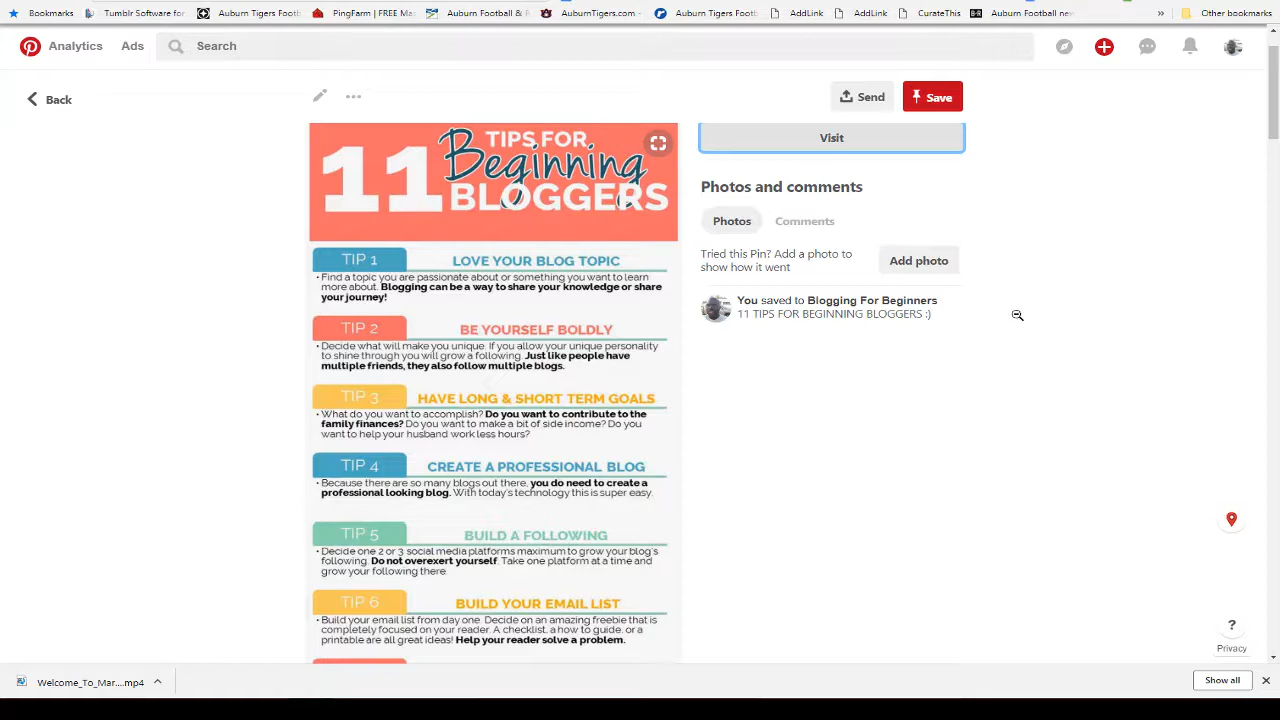 Bookmarks Tumblr Software for Auburn Tigers Footb PingFarm | FREE Mas Auburn Football & R AuburnTigers.com - Auburn Tigers Footb AddLink AddLink CurateThis Auburn Football new » Other bookmarks
Analytics Ads Search
Back
Send Save
11 TIPS FOR
Beginning
BLOGGERS
Visit
Photos and comments
Photos Comments
Tried this Pin? Add a photo to
show how it went
Add photo
You saved to Blogging For Beginners
11 TIPS FOR BEGINNING BLOGGERS :)
TIP 1 LOVE YOUR BLOG TOPIC
• Find a topic you are passionate about or something you want to learn
more about. Blogging can be a way to share your knowledge or share
your journey!
TIP 2 BE YOURSELF BOLDLY
• Decide what will make you unique. If you allow your unique personality
to shine through you will grow a following. Just like people have
multiple friends, they also follow multiple blogs.
TIP 3 HAVE LONG & SHORT TERM GOALS
• What do you want to accomplish? Do you want to contribute to the
family finances? Do you want to make a bit of side income? Do you
want to help your husband work less hours?
TIP 4 CREATE A PROFESSIONAL BLOG
• Because there are so many blogs out there, you do need to create a
professional looking blog. With today's technology this is super easy.
TIP 5 BUILD A FOLLOWING
• Decide one 2 or 3 social media platforms maximum to grow your blog's
following. Do not overexert yourself. Take one platform at a time and
grow your following there.
TIP 6 BUILD YOUR EMAIL LIST
• Build your email list from day one. Decide on an amazing freebie that is
completely focused on your reader. A checklist, a how to guide, or a
printable are all great ideas! Help your reader solve a problem.
?
Privacy
Welcome_To_Mar....mp4
Show all